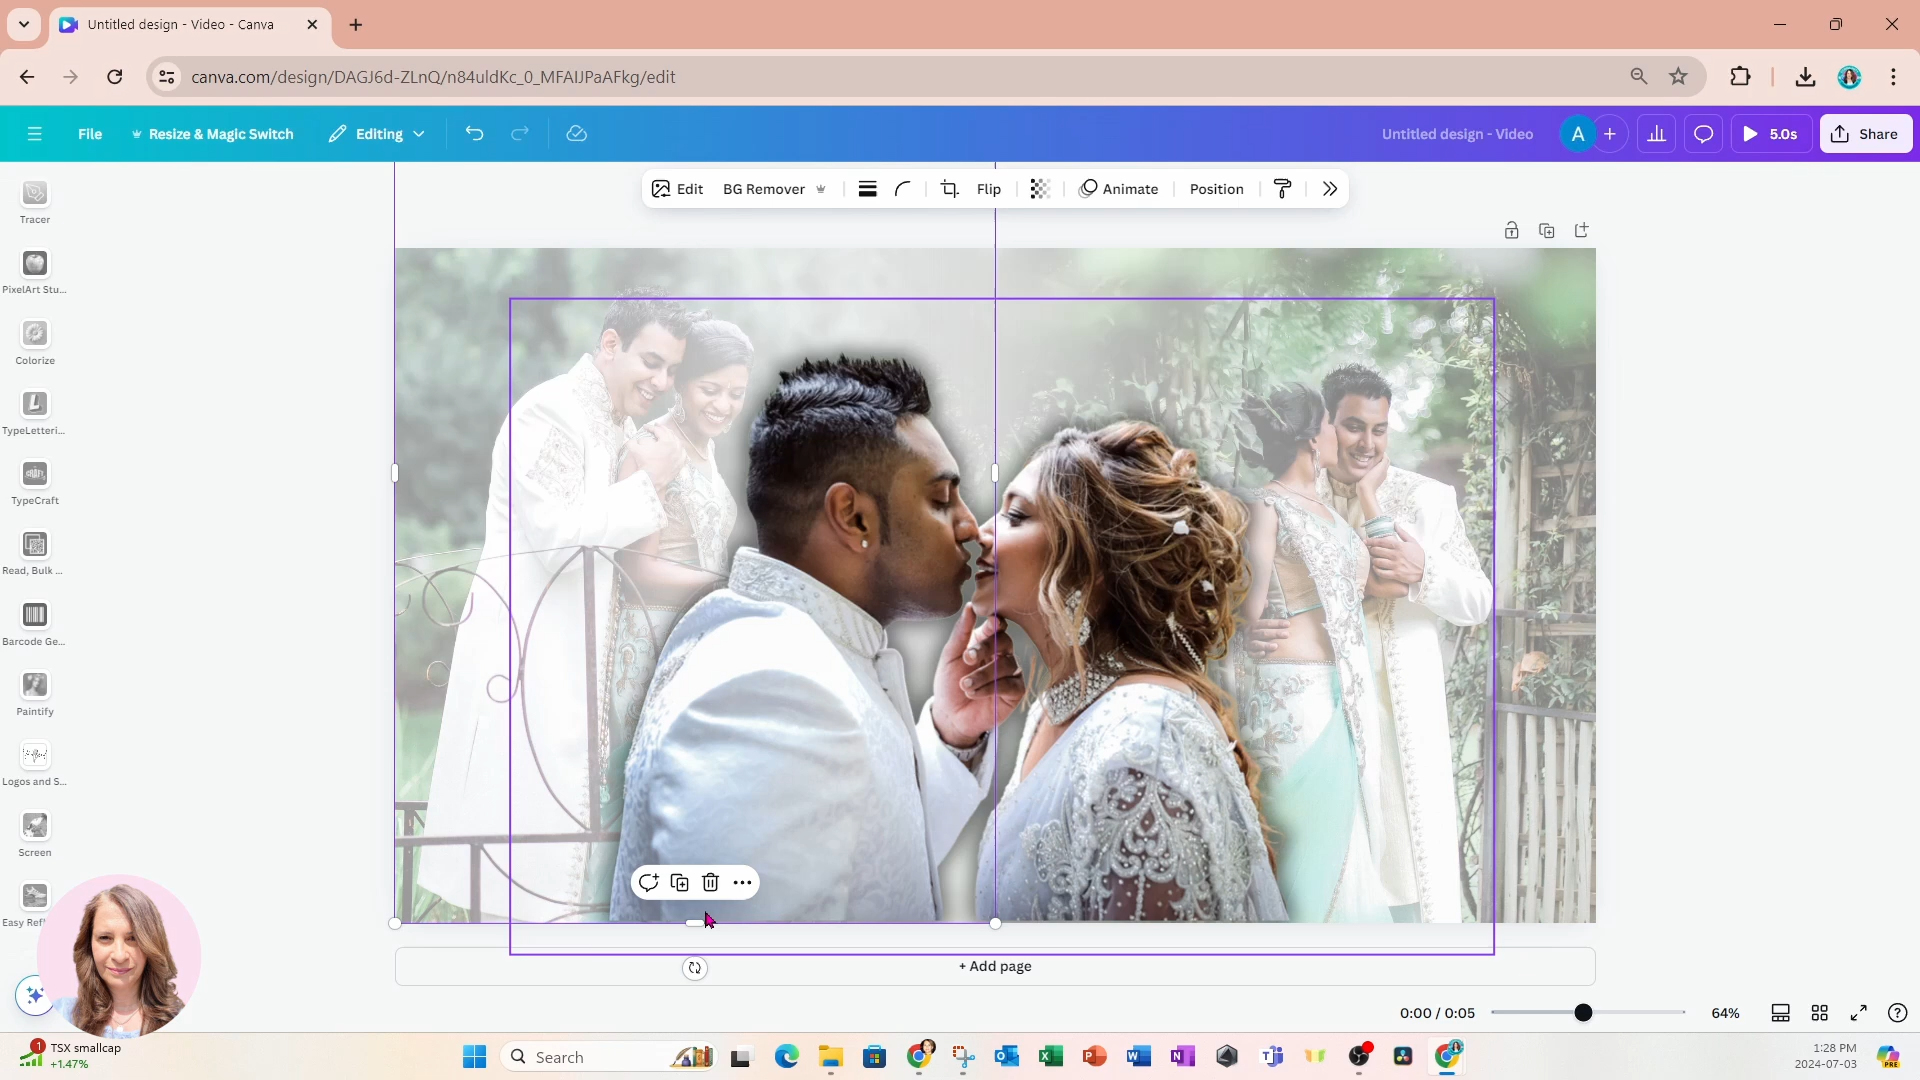 Untitled design - Video - Canva
canva.com/design/DAGJ6d-ZLnQ/n84uldKc_0_MFAIJPaAFkg/edit
File
Resize & Magic Switch
Editing
Untitled design - Video
A
5.0s
Share
Edit
BG Remover
Flip
Animate
Position
Tracer
PixelArt Stu...
Colorize
TypeLetteri...
TypeCraft
Read, Bulk ...
Barcode Ge...
Paintify
Logos and S...
Screen
+ Add page
0:00 / 0:05
64%
1
TSX smallcap
+1.47%
Search
1:28 PM
2024-07-03